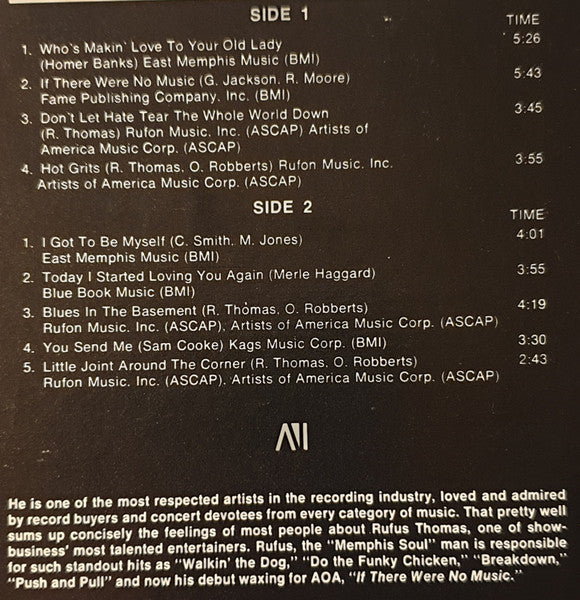 SIDE 1
TIME
1. Who's Makin' Love To Your Old Lady 5:26
(Homer Banks) East Memphis Music (BMI)
2. If There Were No Music (G. Jackson, R. Moore) 5:43
Fame Publishing Company, Inc. (BMI)
3. Don't Let Hate Tear The Whole World Down 3:45
(R. Thomas) Rufon Music, Inc. (ASCAP) Artists of
America Music Corp. (ASCAP)
4. Hot Grits (R. Thomas, O. Robberts) Rufon Music, Inc. 3:55
Artists of America Music Corp. (ASCAP)
SIDE 2
TIME
1. I Got To Be Myself (C. Smith, M. Jones) 4:01
East Memphis Music (BMI)
2. Today I Started Loving You Again (Merle Haggard) 3:55
Blue Book Music (BMI)
3. Blues In The Basement (R. Thomas, O. Robberts) 4:19
Rufon Music, Inc. (ASCAP), Artists of America Music Corp. (ASCAP)
4. You Send Me (Sam Cooke) Kags Music Corp. (BMI) 3:30
5. Little Joint Around The Corner (R. Thomas, O. Robberts) 2:43
Rufon Music, Inc. (ASCAP), Artists of America Music Corp. (ASCAP)
He is one of the most respected artists in the recording industry, loved and admired
by record buyers and concert devotees from every category of music. That pretty well
sums up concisely the feelings of most people about Rufus Thomas, one of show-
business' most talented entertainers. Rufus, the "Memphis Soul" man is responsible
for such standout hits as "Walkin' the Dog," "Do the Funky Chicken," "Breakdown,"
"Push and Pull" and now his debut waxing for AOA, "If There Were No Music."